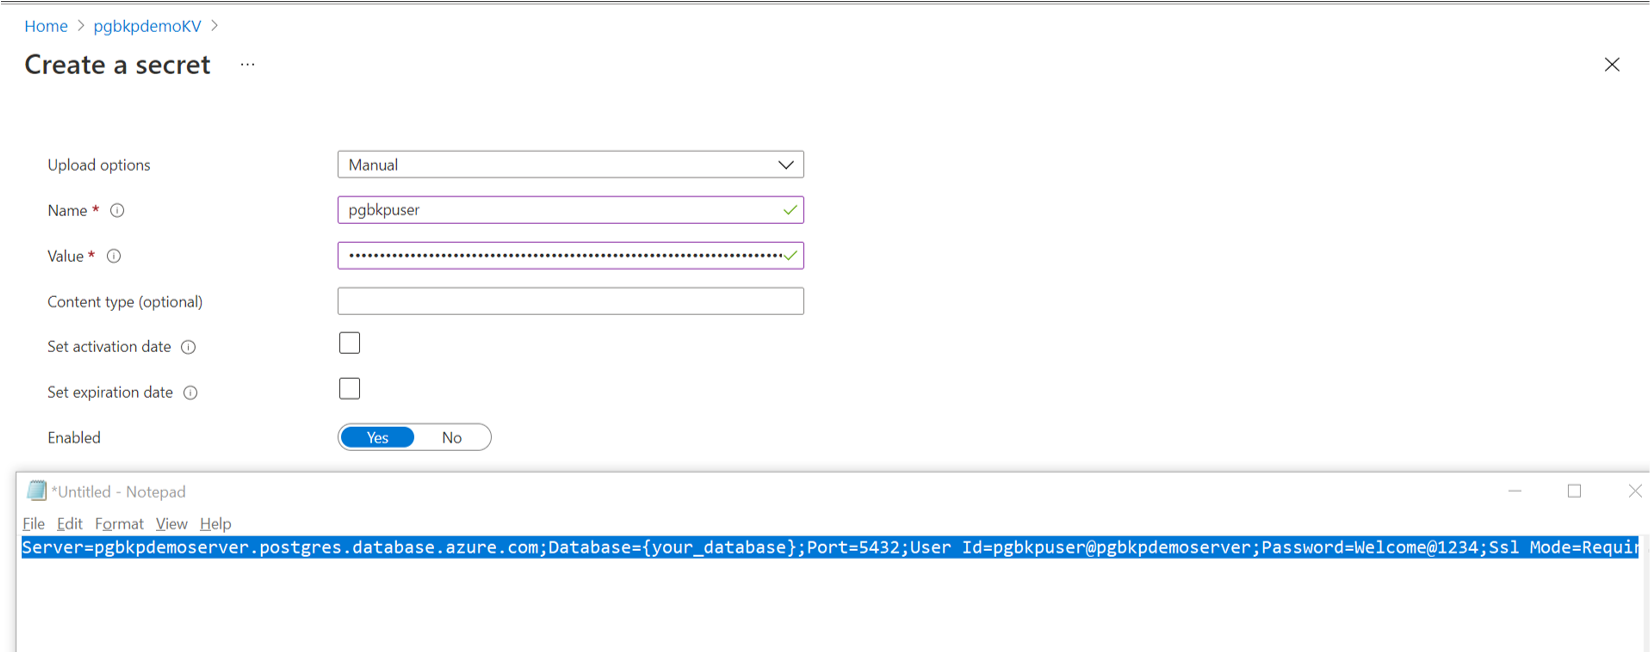 Home > pgbkpdemoKV >
Create a secret ...
Upload options Manual
Name * pgbkpuser
Value *
Content type (optional)
Set activation date
Set expiration date
Enabled Yes No
*Untitled - Notepad
File Edit Format View Help
Server=pgbkpdemoserver.postgres.database.azure.com;Database={your_database};Port=5432;User Id=pgbkpuser@pgbkpdemoserver;Password=Welcome@1234;Ssl Mode=Requir